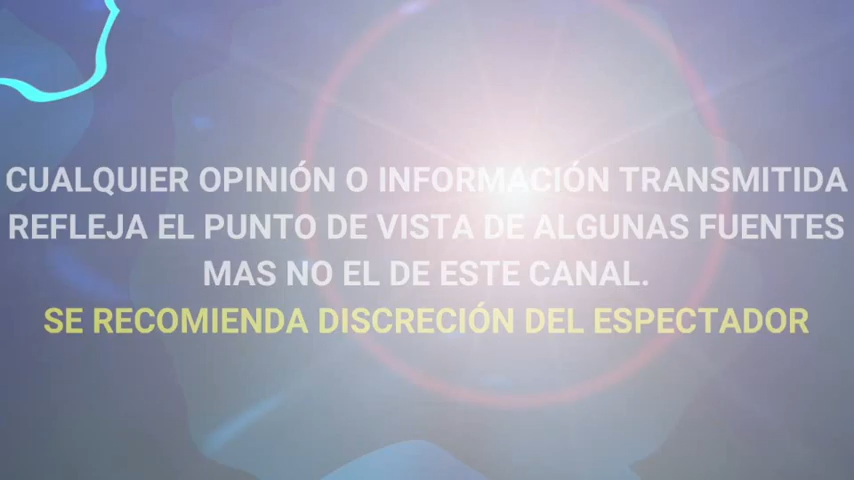 CUALQUIER OPINIÓN O INFORMACIÓN TRANSMITIDA
REFLEJA EL PUNTO DE VISTA DE ALGUNAS FUENTES
MAS NO EL DE ESTE CANAL.
SE RECOMIENDA DISCRECIÓN DEL ESPECTADOR